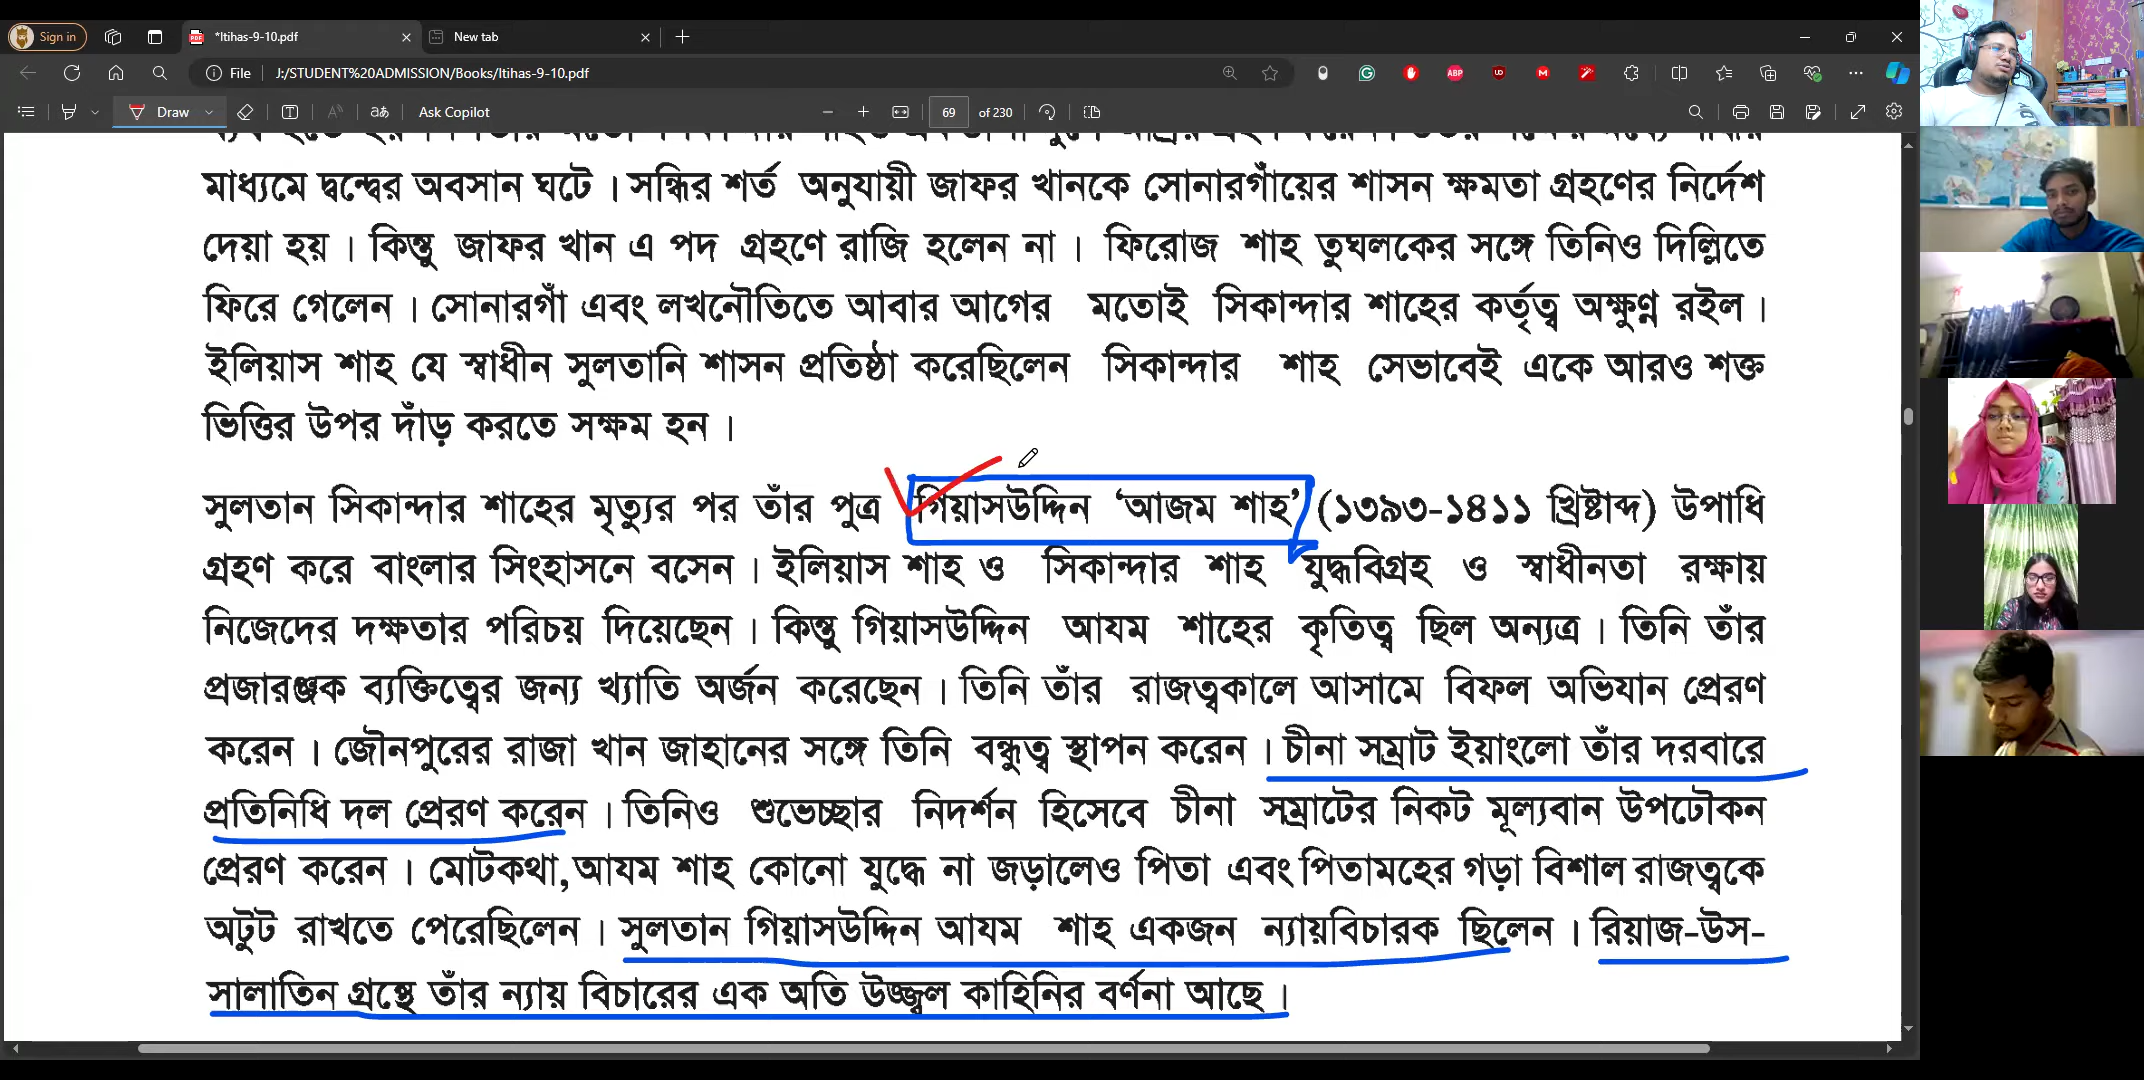 Sign in
*Itihas-9-10.pdf
New tab
File J:/STUDENT%20ADMISSION/Books/Itihas-9-10.pdf
ABP
Draw
aあ
Ask Copilot
69 of 230
মাধ্যমে দ্বন্দ্বের অবসান ঘটে । সন্ধির শর্ত অনুযায়ী জাফর খানকে সোনারগাঁয়ের শাসন ক্ষমতা গ্রহণের নির্দেশ
দেয়া হয় । কিন্তু জাফর খান এ পদ গ্রহণে রাজি হলেন না । ফিরোজ শাহ তুঘলকের সঙ্গে তিনিও দিল্লিতে
ফিরে গেলেন । সোনারগাঁ এবং লখনৌতিতে আবার আগের মতোই সিকান্দার শাহের কর্তৃত্ব অক্ষুণ্ণ রইল ।
ইলিয়াস শাহ যে স্বাধীন সুলতানি শাসন প্রতিষ্ঠা করেছিলেন সিকান্দার শাহ সেভাবেই একে আরও শক্ত
ভিত্তির উপর দাঁড় করতে সক্ষম হন ।
সুলতান সিকান্দার শাহের মৃত্যুর পর তাঁর পুত্র গিয়াসউদ্দিন ‘আজম শাহ’ (১৩৯৩-১৪১১ খ্রিষ্টাব্দ) উপাধি
গ্রহণ করে বাংলার সিংহাসনে বসেন । ইলিয়াস শাহ ও সিকান্দার শাহ যুদ্ধবিগ্রহ ও স্বাধীনতা রক্ষায়
নিজেদের দক্ষতার পরিচয় দিয়েছেন । কিন্তু গিয়াসউদ্দিন আযম শাহের কৃতিত্ব ছিল অন্যত্র । তিনি তাঁর
প্রজারঞ্জক ব্যক্তিত্বের জন্য খ্যাতি অর্জন করেছেন । তিনি তাঁর রাজত্বকালে আসামে বিফল অভিযান প্রেরণ
করেন । জৌনপুরের রাজা খান জাহানের সঙ্গে তিনি বন্ধুত্ব স্থাপন করেন । চীনা সম্রাট ইয়াংলো তাঁর দরবারে
প্রতিনিধি দল প্রেরণ করেন । তিনিও শুভেচ্ছার নিদর্শন হিসেবে চীনা সম্রাটের নিকট মূল্যবান উপঢৌকন
প্রেরণ করেন । মোটকথা,আযম শাহ কোনো যুদ্ধে না জড়ালেও পিতা এবং পিতামহের গড়া বিশাল রাজত্বকে
অটুট রাখতে পেরেছিলেন । সুলতান গিয়াসউদ্দিন আযম শাহ একজন ন্যায়বিচারক ছিলেন । রিয়াজ-উস-
সালাতিন গ্রন্থে তাঁর ন্যায় বিচারের এক অতি উজ্জ্বল কাহিনির বর্ণনা আছে ।